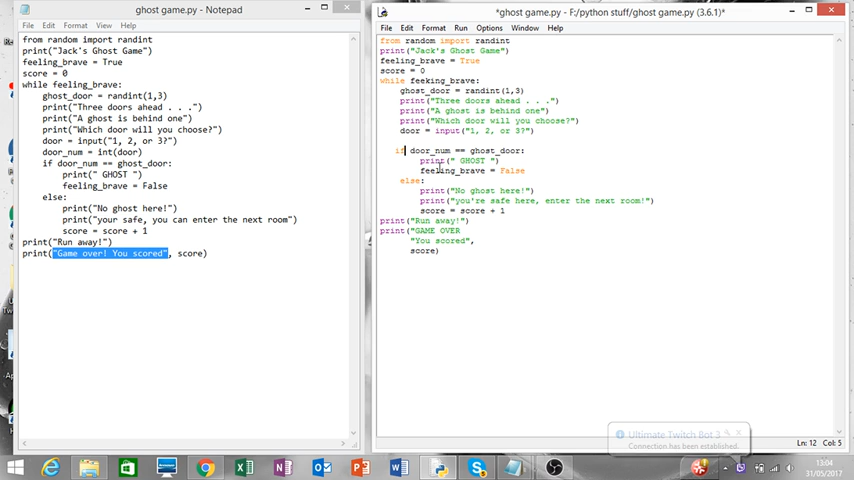 ghost game.py - Notepad
File Edit Format View Help
from random import randint
print("Jack's Ghost Game")
feeling_brave = True
score = 0
while feeling_brave:
ghost_door = randint(1,3)
print("Three doors ahead . . .")
print("A ghost is behind one")
print("Which door will you choose?")
door = input("1, 2, or 3?")
door_num = int(door)
if door_num == ghost_door:
print(" GHOST ")
feeling_brave = False
else:
print("No ghost here!")
print("your safe, you can enter the next room")
score = score + 1
print("Run away!")
print("Game over! You scored", score)
*ghost game.py - F:/python stuff/ghost game.py (3.6.1)*
File Edit Format Run Options Window Help
from random import randint
print("Jack's Ghost Game")
feeling_brave = True
score = 0
while feeking_brave:
ghost_door = randint(1,3)
print("Three doors ahead . . .")
print("A ghost is behind one")
print("Which door will you choose?")
door = input("1, 2, or 3?")
if door_num == ghost_door:
print(" GHOST ")
feeling_brave = False
else:
print("No ghost here!")
print("you're safe here, enter the next room!")
score = score + 1
print("Run away!")
print("GAME OVER
"You scored",
score)
Ultimate Twitch Bot 3
Connection has been established.
Ln: 12 Col: 5
13:04
31/05/2017